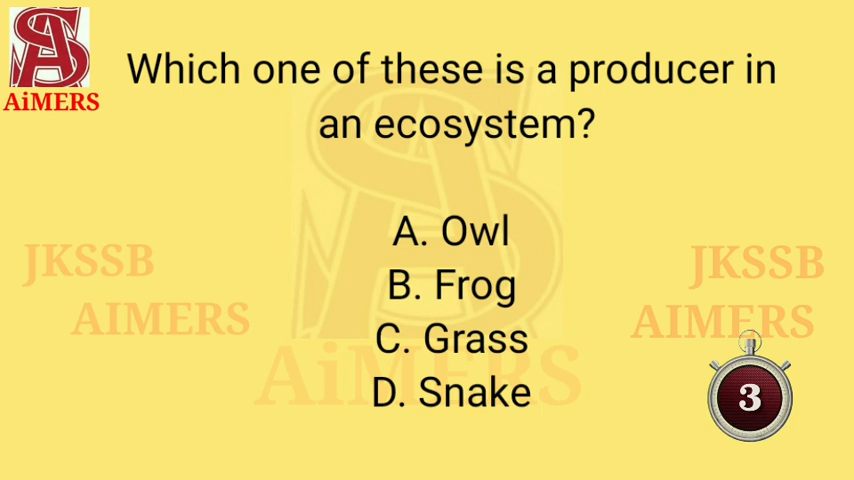 AiMERS
Which one of these is a producer in
an ecosystem?
A. Owl
B. Frog
C. Grass
D. Snake
JKSSB
AIMERS
JKSSB
AIMERS
AiMERS
3